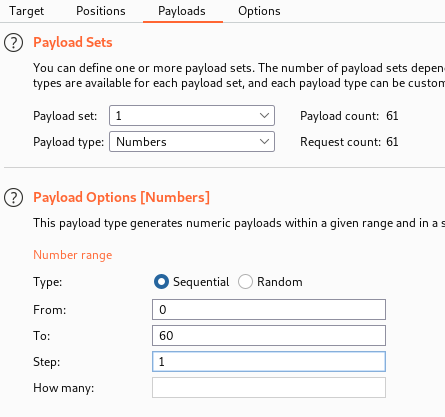 Target Positions Payloads Options
? Payload Sets
You can define one or more payload sets. The number of payload sets depen
types are available for each payload set, and each payload type can be custom
Payload set: 1 Payload count: 61
Payload type: Numbers Request count: 61
? Payload Options [Numbers]
This payload type generates numeric payloads within a given range and in a s
Number range
Type: Sequential Random
From: 0
To: 60
Step: 1
How many: